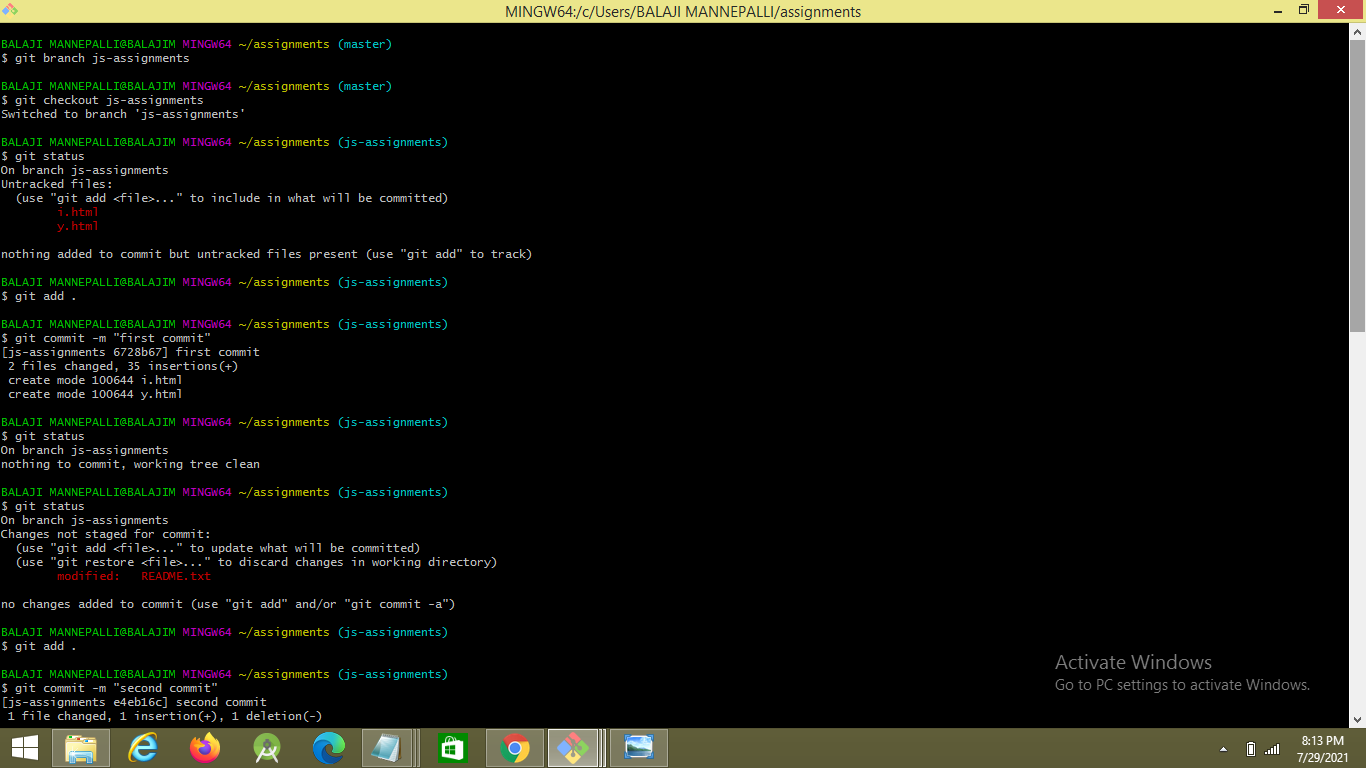 MINGW64:/c/Users/BALAJI MANNEPALLI/assignments
BALAJI MANNEPALLI@BALAJIM MINGW64 ~/assignments (master)
$ git branch js-assignments
BALAJI MANNEPALLI@BALAJIM MINGW64 ~/assignments (master)
$ git checkout js-assignments
Switched to branch 'js-assignments'
BALAJI MANNEPALLI@BALAJIM MINGW64 ~/assignments (js-assignments)
$ git status
On branch js-assignments
Untracked files:
  (use "git add <file>..." to include in what will be committed)
        i.html
        y.html
nothing added to commit but untracked files present (use "git add" to track)
BALAJI MANNEPALLI@BALAJIM MINGW64 ~/assignments (js-assignments)
$ git add .
BALAJI MANNEPALLI@BALAJIM MINGW64 ~/assignments (js-assignments)
$ git commit -m "first commit"
[js-assignments 6728b67] first commit
 2 files changed, 35 insertions(+)
 create mode 100644 i.html
 create mode 100644 y.html
BALAJI MANNEPALLI@BALAJIM MINGW64 ~/assignments (js-assignments)
$ git status
On branch js-assignments
nothing to commit, working tree clean
BALAJI MANNEPALLI@BALAJIM MINGW64 ~/assignments (js-assignments)
$ git status
On branch js-assignments
Changes not staged for commit:
  (use "git add <file>..." to update what will be committed)
  (use "git restore <file>..." to discard changes in working directory)
        modified:   README.txt
no changes added to commit (use "git add" and/or "git commit -a")
BALAJI MANNEPALLI@BALAJIM MINGW64 ~/assignments (js-assignments)
$ git add .
BALAJI MANNEPALLI@BALAJIM MINGW64 ~/assignments (js-assignments)
$ git commit -m "second commit"
[js-assignments e4eb16c] second commit
 1 file changed, 1 insertion(+), 1 deletion(-)
Activate Windows
Go to PC settings to activate Windows.
8:13 PM
7/29/2021